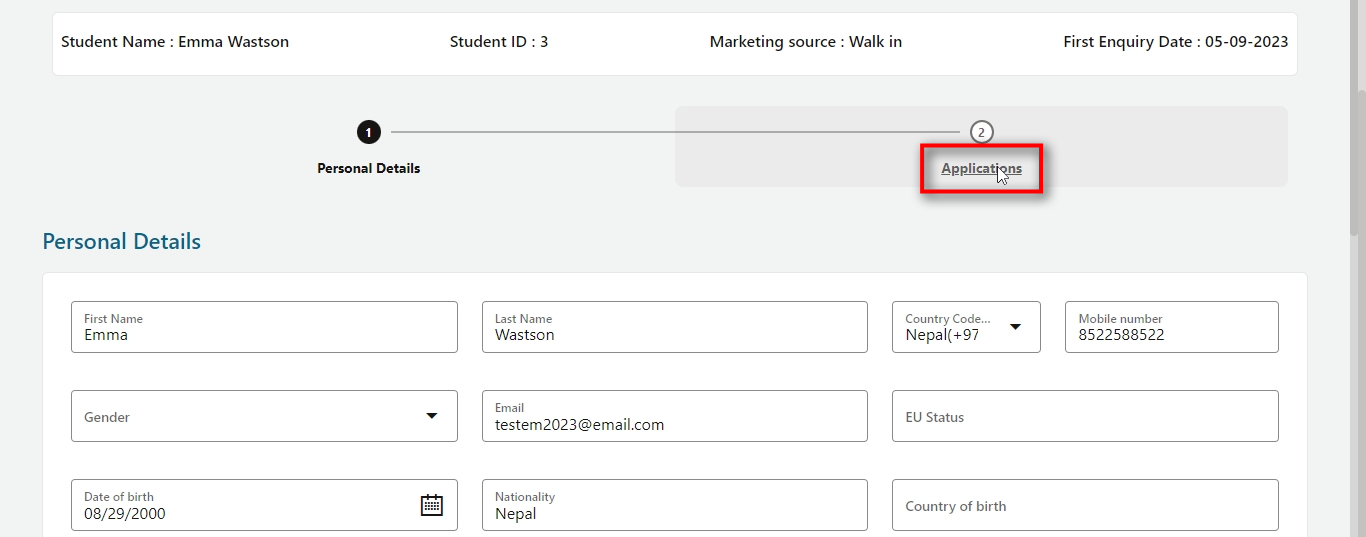 Student Name : Emma Wastson Student ID : 3 Marketing source : Walk in First Enquiry Date : 05-09-2023
1 2
Personal Details Applications
Personal Details
First Name Last Name Country Code... Mobile number
Emma Wastson Nepal(+97 8522588522
Gender Email EU Status
testem2023@email.com
Date of birth Nationality Country of birth
08/29/2000 Nepal